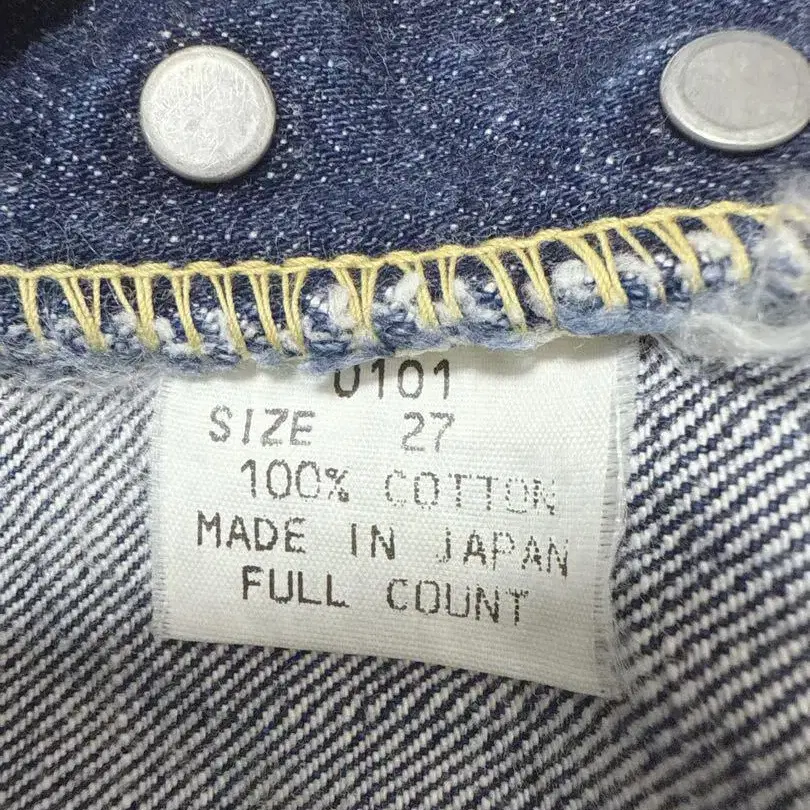 0101
SIZE 27
100% COTTON
MADE IN JAPAN
FULL COUNT